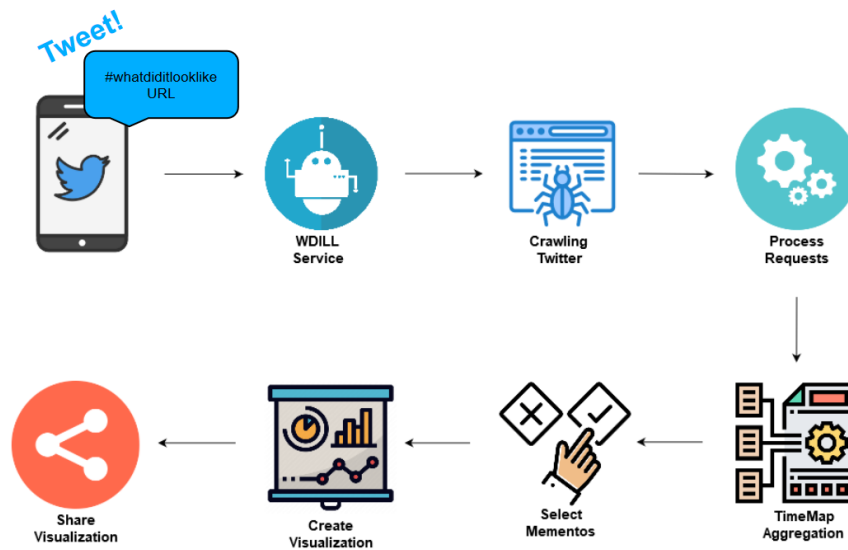 Tweet!
#whatdiditlooklike
URL
WDILL
Service
Crawling
Twitter
Process
Requests
Share
Visualization
Create
Visualization
Select
Mementos
TimeMap
Aggregation